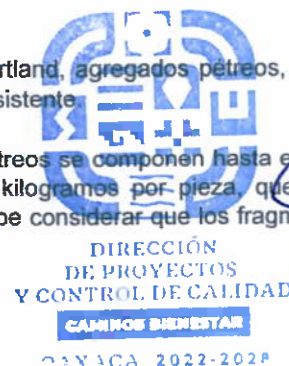 rtland, agregados pétreos,
sistente.
treos se componen hasta e
kilogramos por pieza, que
be considerar que los fragm
DIRECCIÓN
DE PROYECTOS
Y CONTROL DE CALIDAD
CAMINOS BIENESTAR
OAXACA 2022-2028